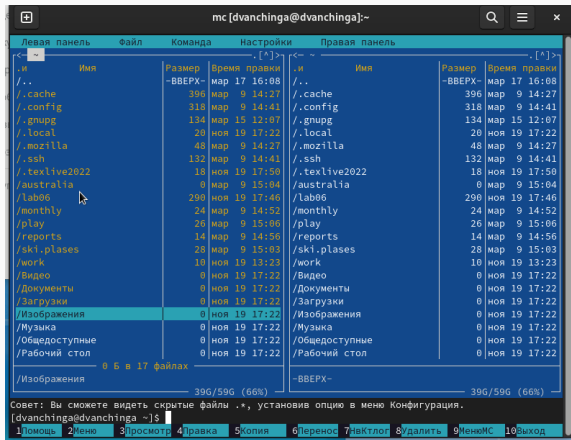 mc [dvanchinga@dvanchinga]:~
Левая панель Файл Команда Настройки Правая панель
<- ~ .[^]> <- ~ .[^]>
.и Имя Размер Время правки .и Имя Размер Время правки
/.. -ВВЕРХ- мар 17 16:08 /.. -ВВЕРХ- мар 17 16:08
/.cache 396 мар 9 14:27 /.cache 396 мар 9 14:27
/.config 318 мар 9 14:41 /.config 318 мар 9 14:41
/.gnupg 134 мар 15 12:07 /.gnupg 134 мар 15 12:07
/.local 20 ноя 19 17:22 /.local 20 ноя 19 17:22
/.mozilla 48 мар 9 14:27 /.mozilla 48 мар 9 14:27
/.ssh 132 мар 9 14:41 /.ssh 132 мар 9 14:41
/.texlive2022 18 ноя 19 17:50 /.texlive2022 18 ноя 19 17:50
/australia 0 мар 9 15:04 /australia 0 мар 9 15:04
/lab06 290 ноя 19 17:46 /lab06 290 ноя 19 17:46
/monthly 24 мар 9 14:52 /monthly 24 мар 9 14:52
/play 26 мар 9 15:06 /play 26 мар 9 15:06
/reports 14 мар 9 14:56 /reports 14 мар 9 14:56
/ski.plases 28 мар 9 15:03 /ski.plases 28 мар 9 15:03
/work 10 ноя 19 13:23 /work 10 ноя 19 13:23
/Видео 0 ноя 19 17:22 /Видео 0 ноя 19 17:22
/Документы 0 ноя 19 17:22 /Документы 0 ноя 19 17:22
/Загрузки 0 ноя 19 17:22 /Загрузки 0 ноя 19 17:22
/Изображения 0 ноя 19 17:22 /Изображения 0 ноя 19 17:22
/Музыка 0 ноя 19 17:22 /Музыка 0 ноя 19 17:22
/Общедоступные 0 ноя 19 17:22 /Общедоступные 0 ноя 19 17:22
/Рабочий стол 0 ноя 19 17:22 /Рабочий стол 0 ноя 19 17:22
0 Б в 17 файлах
/Изображения -ВВЕРХ-
39G/59G (66%) 39G/59G (66%)
Совет: Вы сможете видеть скрытые файлы .*, установив опцию в меню Конфигурация.
[dvanchinga@dvanchinga ~]$
1Помощь 2Меню 3Просмотр 4Правка 5Копия 6Перенос 7НвКтлог 8Удалить 9МенюМС 10Выход